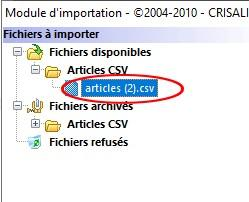 Module d'importation - ©2004-2010 - CRISAL
Fichiers à importer
Fichiers disponibles
Articles CSV
articles (2).csv
Fichiers archivés
Articles CSV
Fichiers refusés